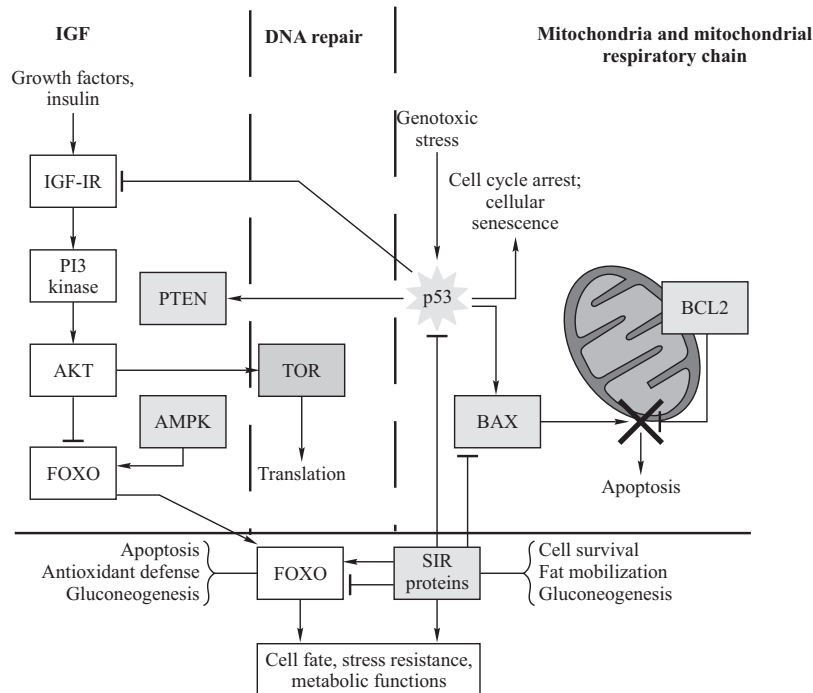 IGF
DNA repair
Mitochondria and mitochondrial
respiratory chain
Growth factors,
insulin
Genotoxic
stress
IGF-IR
Cell cycle arrest;
cellular
senescence
PI3
kinase
PTEN
p53
BCL2
AKT
TOR
AMPK
BAX
FOXO
Translation
Apoptosis
Apoptosis
Antioxidant defense
Gluconeogenesis
FOXO
SIR
proteins
Cell survival
Fat mobilization
Gluconeogenesis
Cell fate, stress resistance,
metabolic functions